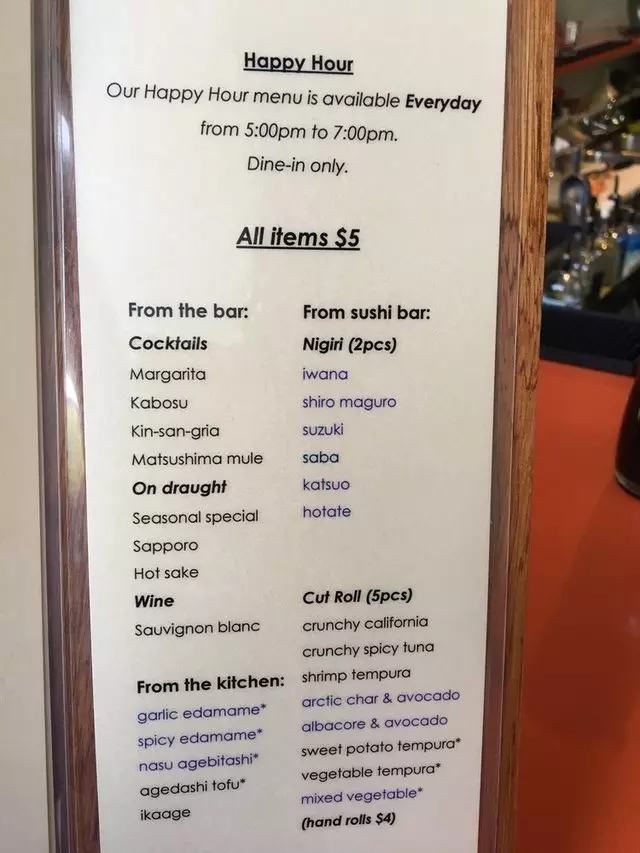 Happy Hour
Our Happy Hour menu is available Everyday
from 5:00pm to 7:00pm.
Dine-in only.
All items $5
From the bar:
Cocktails
Margarita
Kabosu
Kin-san-gria
Matsushima mule
On draught
Seasonal special
Sapporo
Hot sake
Wine
Sauvignon blanc
From the kitchen:
garlic edamame*
spicy edamame*
nasu agebitashi*
agedashi tofu*
ikaage
From sushi bar:
Nigiri (2pcs)
iwana
shiro maguro
suzuki
saba
katsuo
hotate
Cut Roll (5pcs)
crunchy california
crunchy spicy tuna
shrimp tempura
arctic char & avocado
albacore & avocado
sweet potato tempura*
vegetable tempura*
mixed vegetable*
(hand rolls $4)